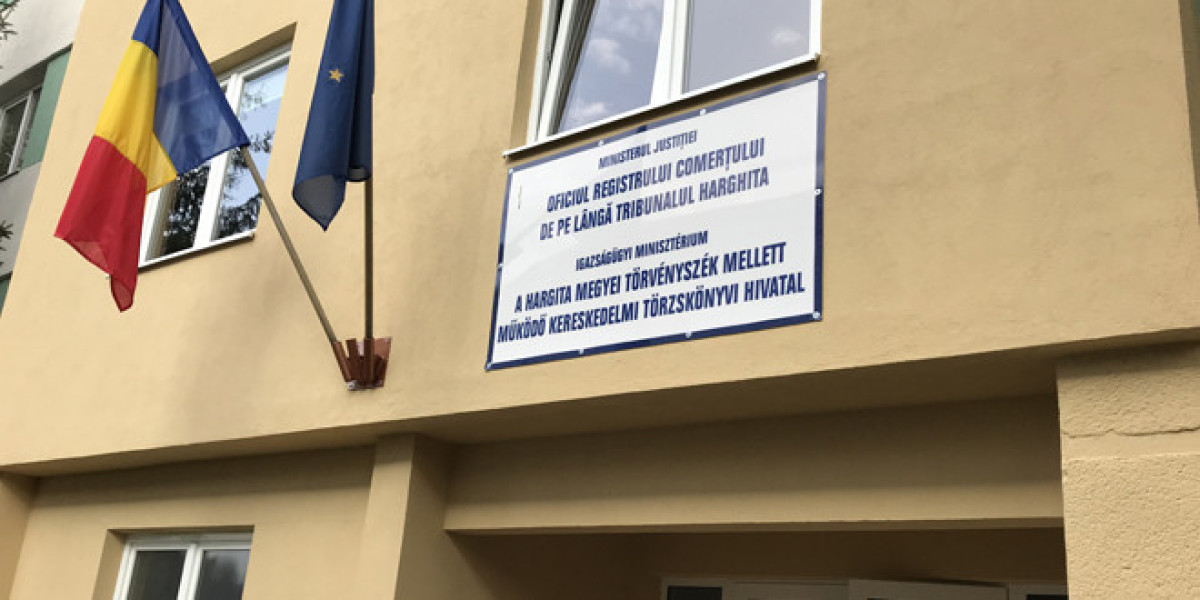 MINISTERUL JUSTIȚIEI
OFICIUL REGISTRULUI COMERȚULUI
DE PE LÂNGĂ TRIBUNALUL HARGHITA
IGAZSÁGÜGYI MINISZTÉRIUM
A HARGITA MEGYEI TÖRVÉNYSZÉK MELLETT
MŰKÖDŐ KERESKEDELMI TÖRZSKÖNYVI HIVATAL